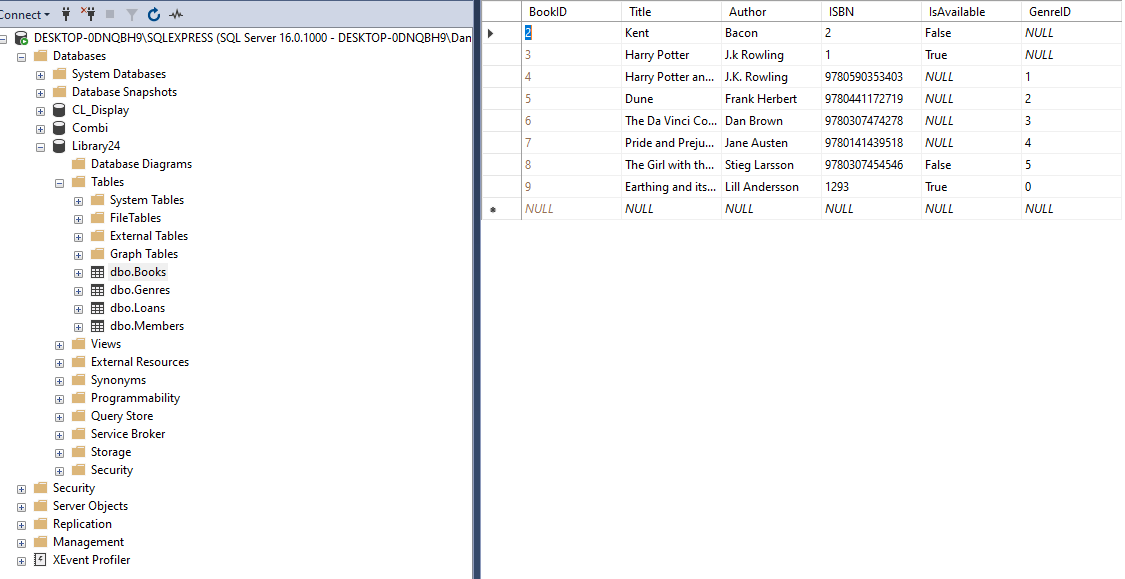 Connect
DESKTOP-0DNQBH9\SQLEXPRESS (SQL Server 16.0.1000 - DESKTOP-0DNQBH9\Dan
Databases
System Databases
Database Snapshots
CL_Display
Combi
Library24
Database Diagrams
Tables
System Tables
FileTables
External Tables
Graph Tables
dbo.Books
dbo.Genres
dbo.Loans
dbo.Members
Views
External Resources
Synonyms
Programmability
Query Store
Service Broker
Storage
Security
Security
Server Objects
Replication
Management
XEvent Profiler
BookID Title Author ISBN IsAvailable GenreID
2 Kent Bacon 2 False NULL
3 Harry Potter J.k Rowling 1 True NULL
4 Harry Potter an... J.K. Rowling 9780590353403 NULL 1
5 Dune Frank Herbert 9780441172719 NULL 2
6 The Da Vinci Co... Dan Brown 9780307474278 NULL 3
7 Pride and Preju... Jane Austen 9780141439518 NULL 4
8 The Girl with th... Stieg Larsson 9780307454546 False 5
9 Earthing and its... Lill Andersson 1293 True 0
NULL NULL NULL NULL NULL NULL